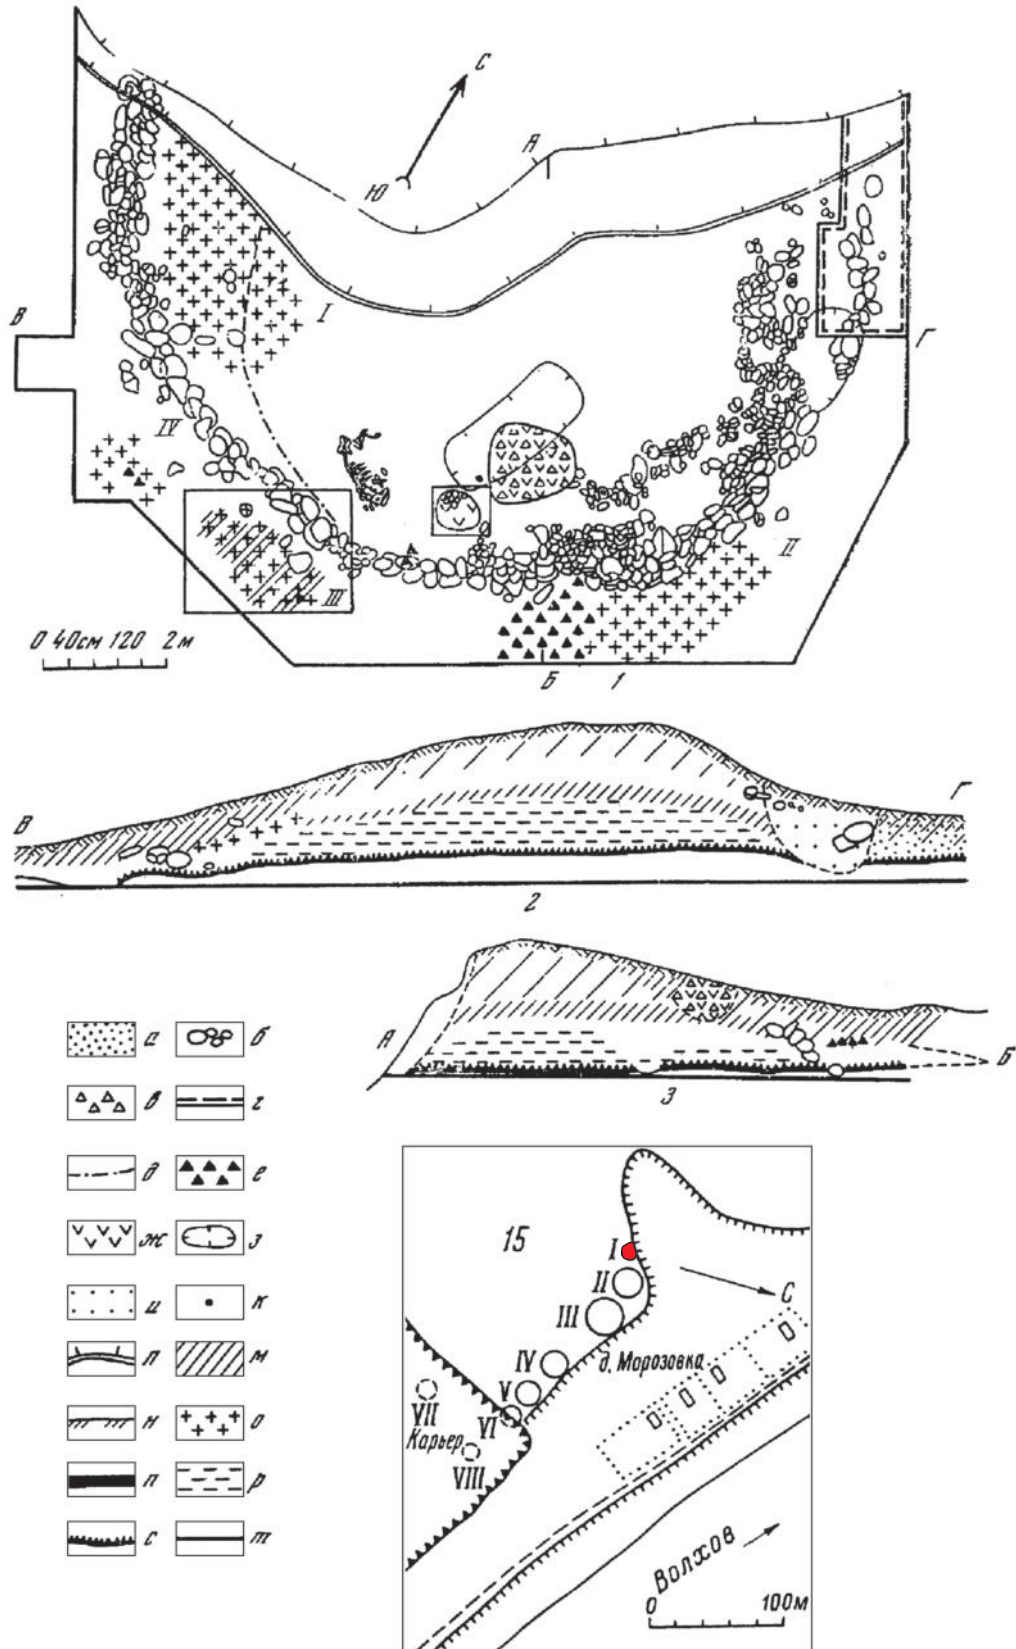 С
А
Ю
В
I
Г
IV
II
III
0 40см 120 2 м
Б 1
В
Г
2
А
Б
3
а б
в г
д е
ж з
и к
л м
н о
п р
с т
15
I
II
С
III
д. Морозовка
IV
V
VII
VI
Карьер
VIII
Волхов
0 100м